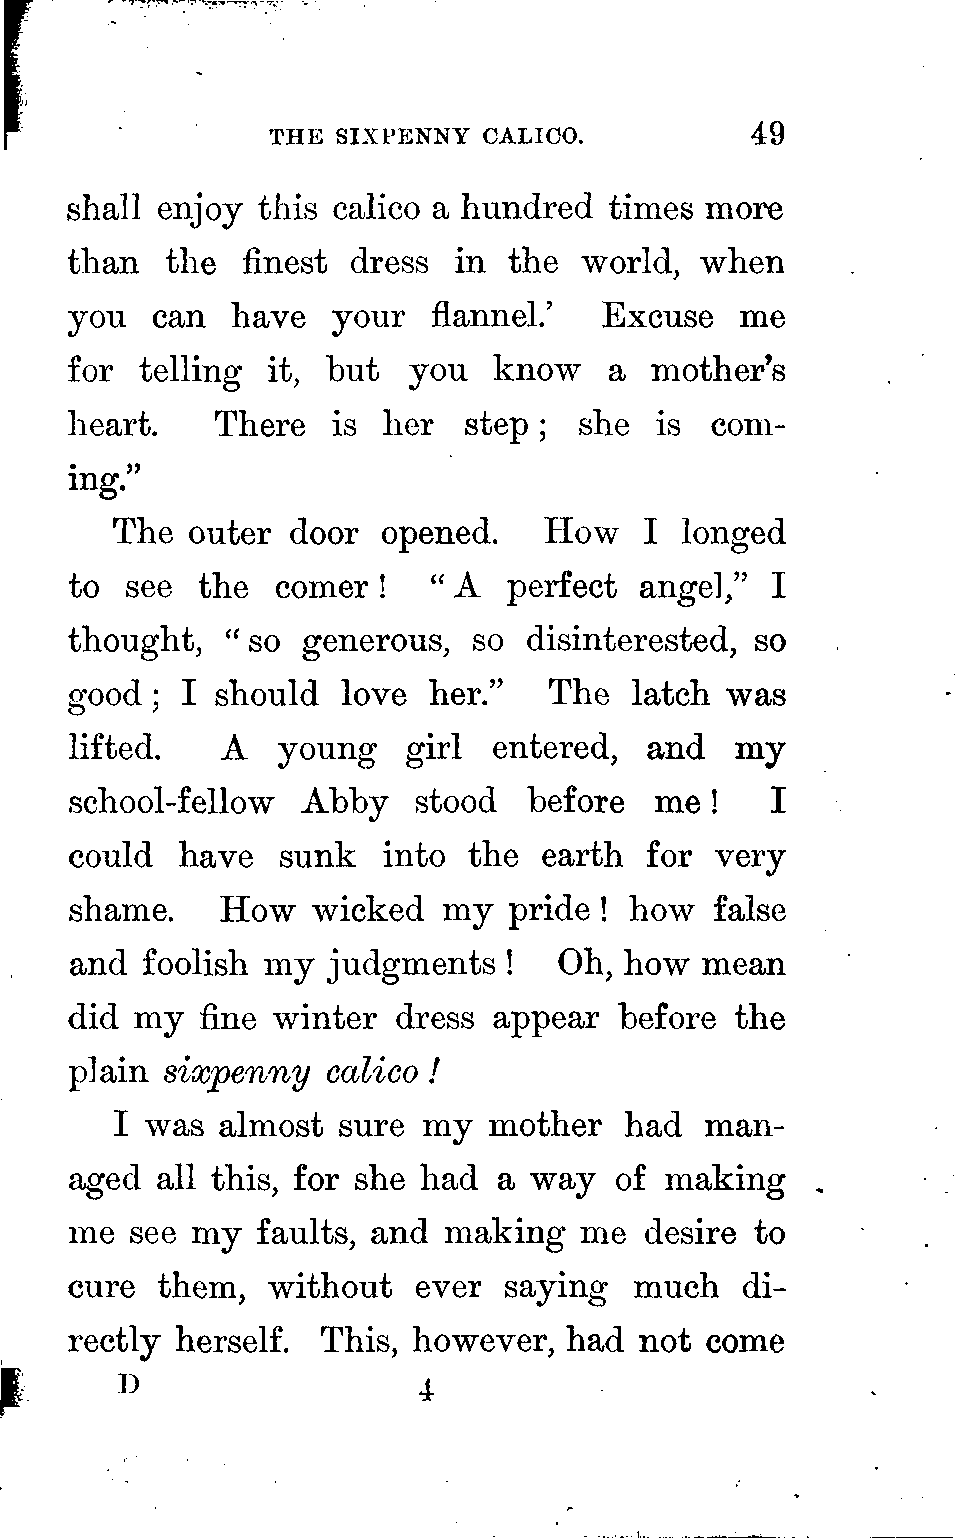 THE SIXPENNY CALICO. 49
shall enjoy this calico a hundred times more
than the finest dress in the world, when
you can have your flannel.’ Excuse me
for telling it, but you know a mother’s
heart. There is her step; she is com-
ing.”
The outer door opened. How I longed
to see the comer! “A perfect angel,” I
thought, “so generous, so disinterested, so
good; I should love her.” The latch was
lifted. A young girl entered, and my
school-fellow Abby stood before me! I
could have sunk into the earth for very
shame. How wicked my pride! how false
and foolish my judgments! Oh, how mean
did my fine winter dress appear before the
plain sixpenny calico!
I was almost sure my mother had man-
aged all this, for she had a way of making
me see my faults, and making me desire to
cure them, without ever saying much di-
rectly herself. This, however, had not come
D 4